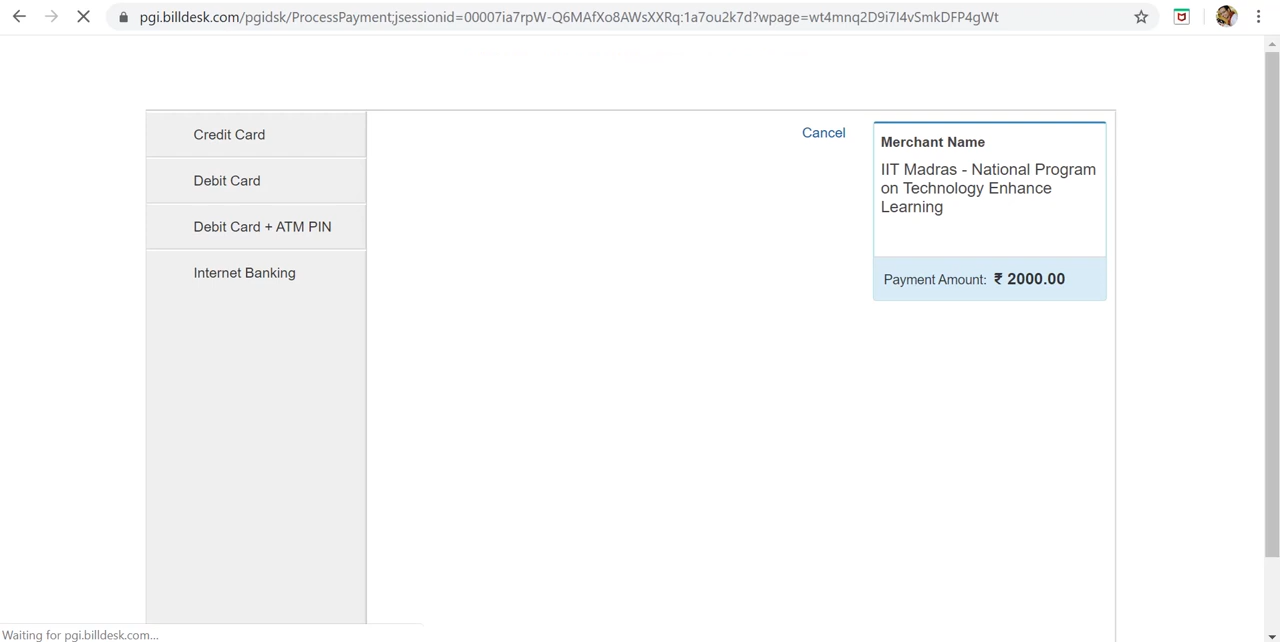 pgi.billdesk.com/pgidsk/ProcessPayment;jsessionid=00007ia7rpW-Q6MAfXo8AWsXXRq:1a7ou2k7d?wpage=wt4mnq2D9i7I4vSmkDFP4gWt
Credit Card
Debit Card
Debit Card + ATM PIN
Internet Banking
Cancel
Merchant Name
IIT Madras - National Program
on Technology Enhance
Learning
Payment Amount: ₹ 2000.00
Waiting for pgi.billdesk.com...